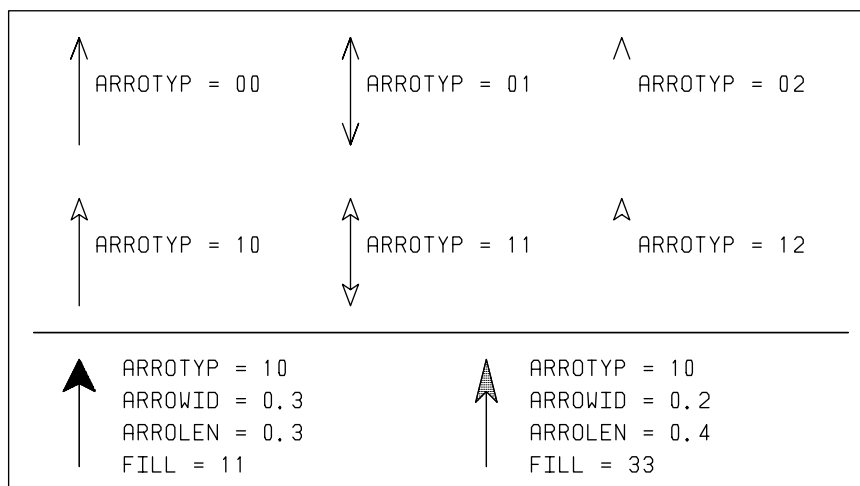 ARROTYP = 00
ARROTYP = 01
ARROTYP = 02
ARROTYP = 10
ARROTYP = 11
ARROTYP = 12
ARROTYP = 10
ARROWID = 0.3
ARROLEN = 0.3
FILL = 11
ARROTYP = 10
ARROWID = 0.2
ARROLEN = 0.4
FILL = 33